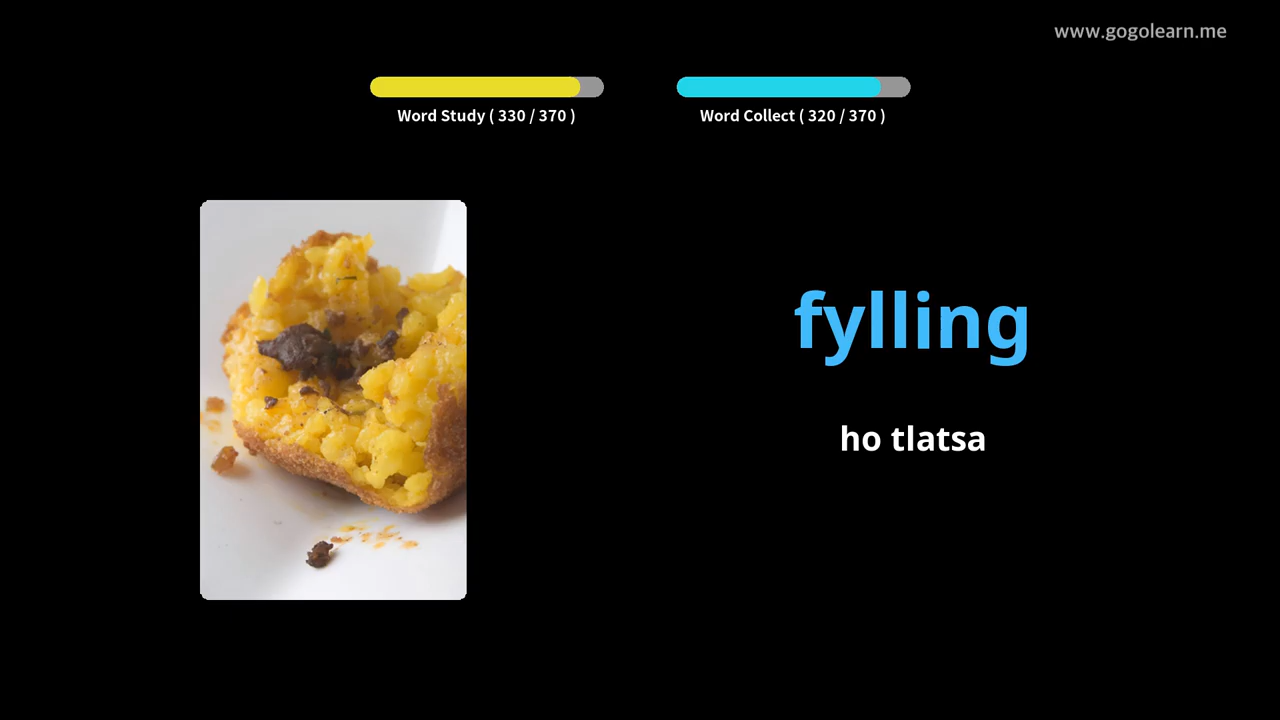 www.gogolearn.me
Word Study ( 330 / 370 )
Word Collect ( 320 / 370 )
fylling
ho tlatsa